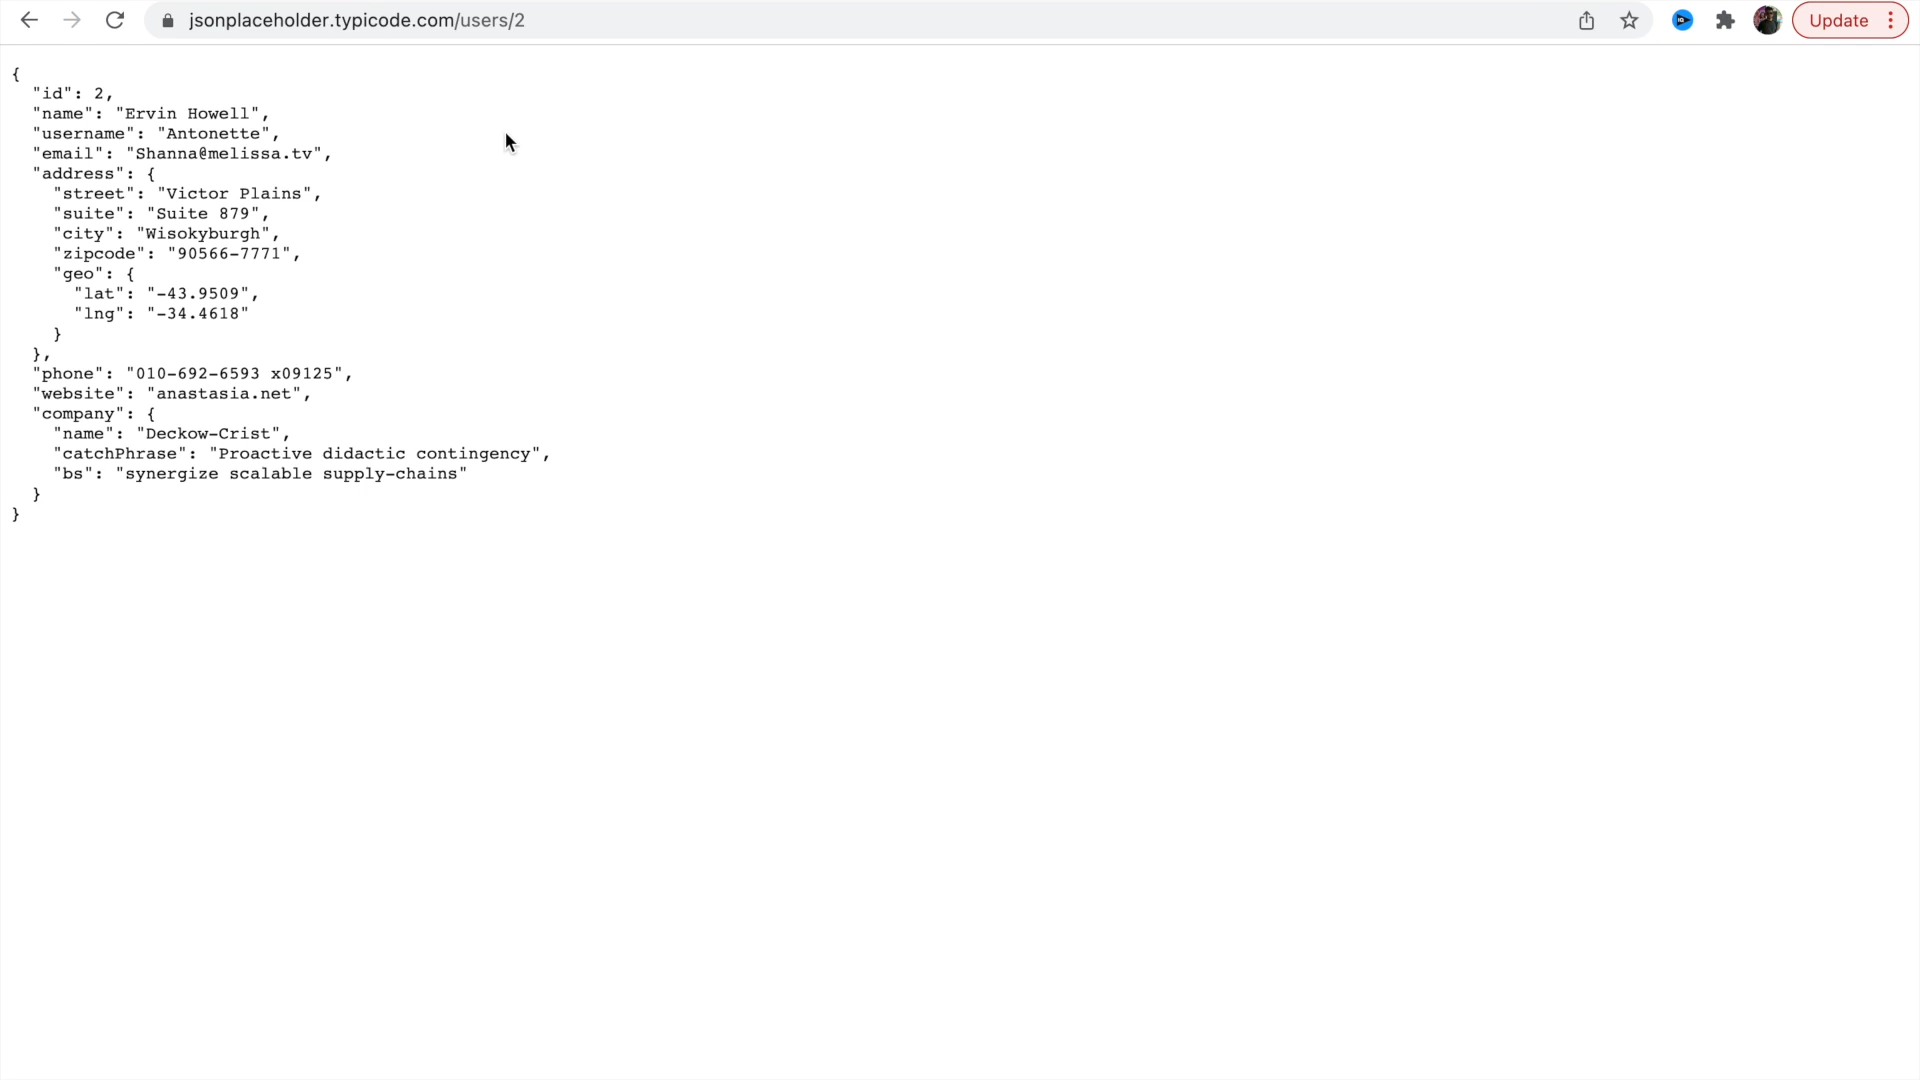 jsonplaceholder.typicode.com/users/2
Update
{
  "id": 2,
  "name": "Ervin Howell",
  "username": "Antonette",
  "email": "Shanna@melissa.tv",
  "address": {
    "street": "Victor Plains",
    "suite": "Suite 879",
    "city": "Wisokyburgh",
    "zipcode": "90566-7771",
    "geo": {
      "lat": "-43.9509",
      "lng": "-34.4618"
    }
  },
  "phone": "010-692-6593 x09125",
  "website": "anastasia.net",
  "company": {
    "name": "Deckow-Crist",
    "catchPhrase": "Proactive didactic contingency",
    "bs": "synergize scalable supply-chains"
  }
}